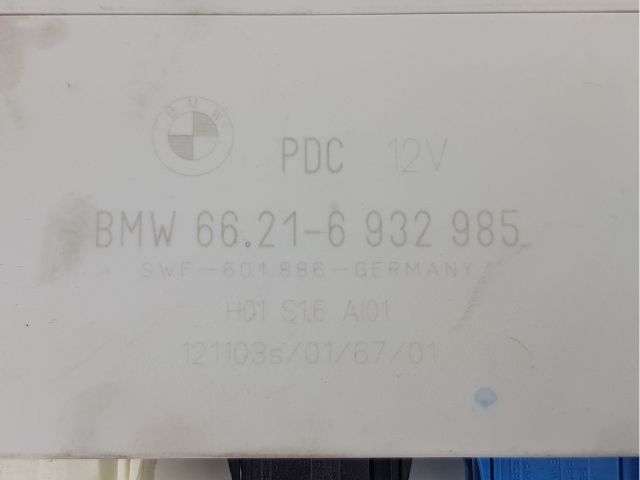 BMW
PDC 12V
BMW 66.21-6 932 985
SWF-601.886-GERMANY
H01 S1.6 AI01
121103s/01/67/01